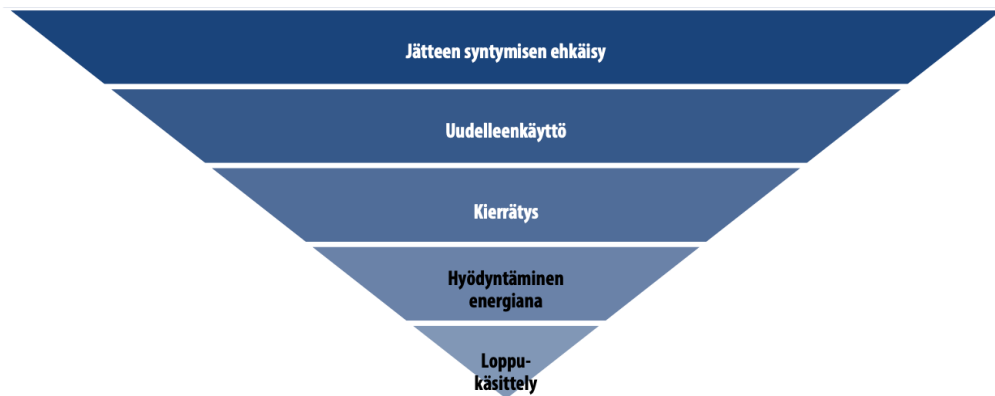 Jätteen syntymisen ehkäisy
Uudelleenkäyttö
Kierrätys
Hyödyntäminen
energiana
Loppu-
käsittely